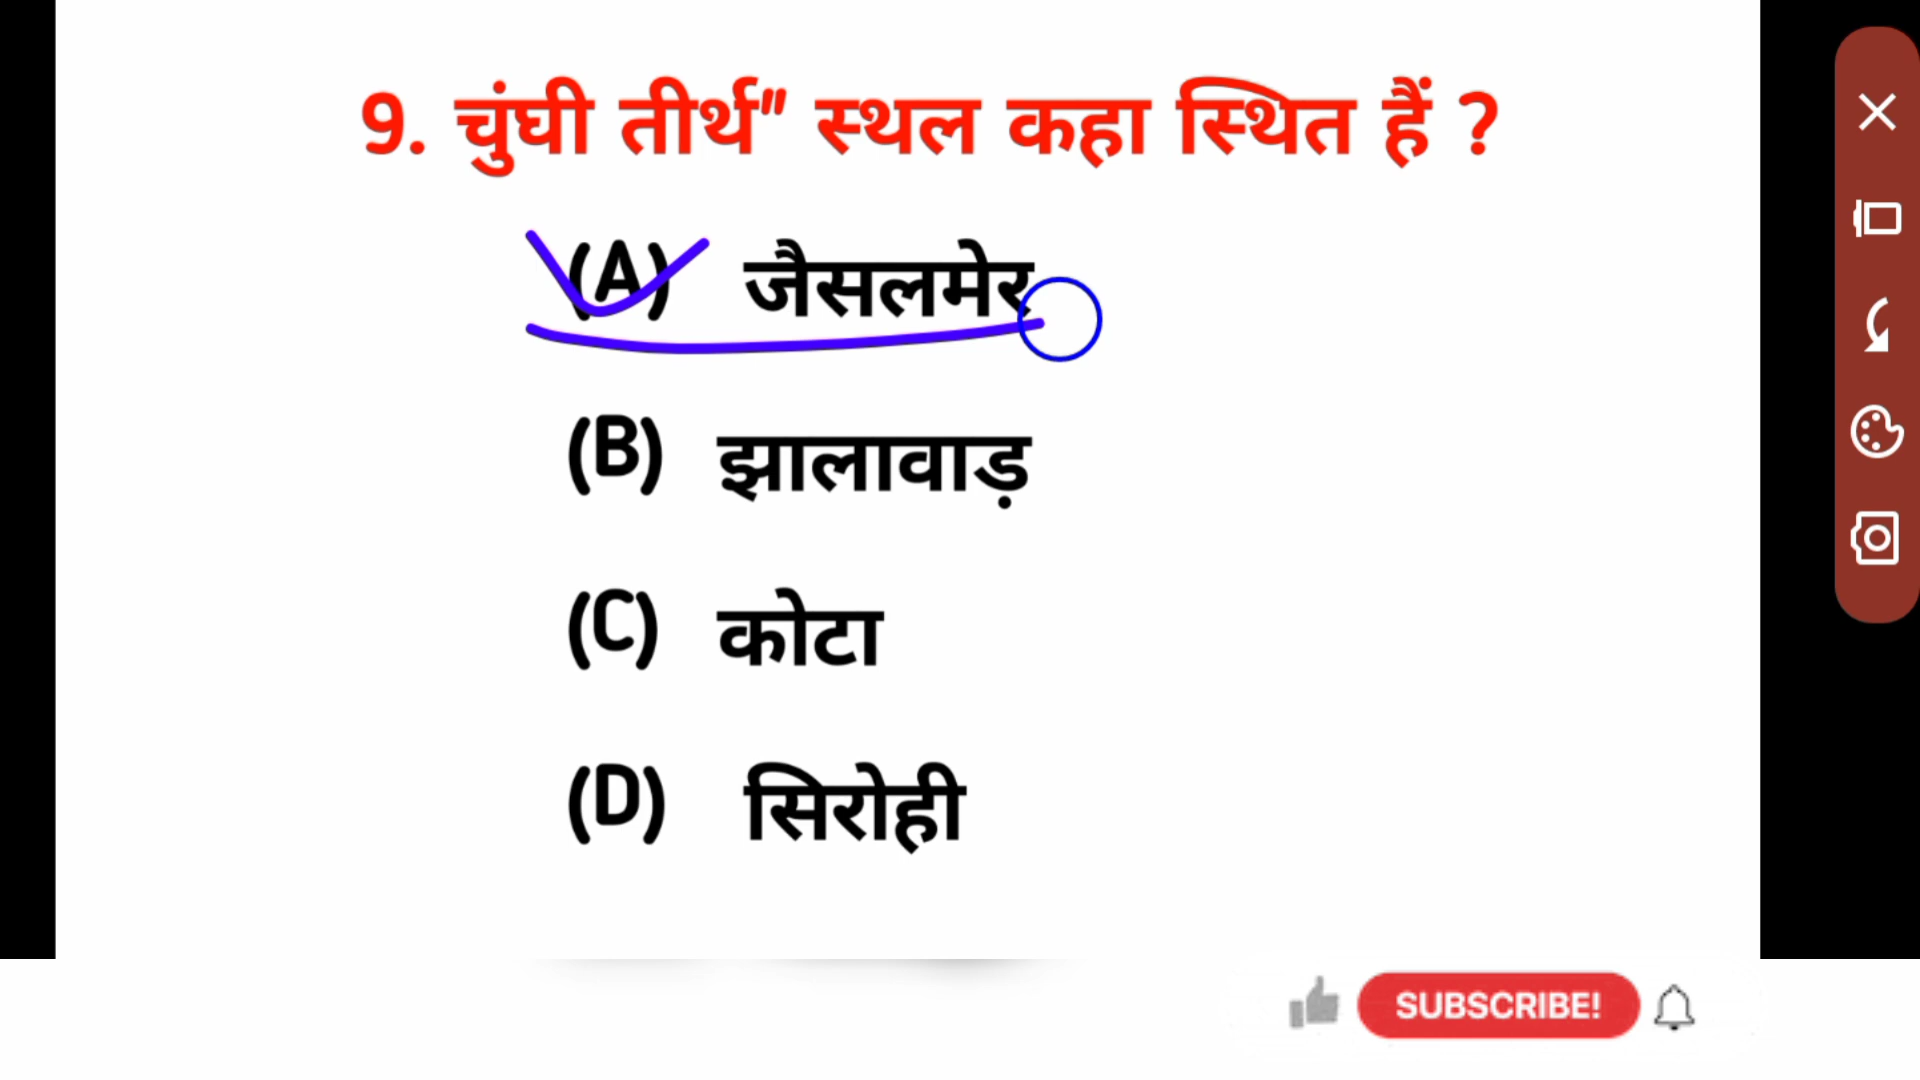 9. चुंघी तीर्थ" स्थल कहा स्थित हैं ?
(A) जैसलमेर
(B) झालावाड़
(C) कोटा
(D) सिरोही
SUBSCRIBE!